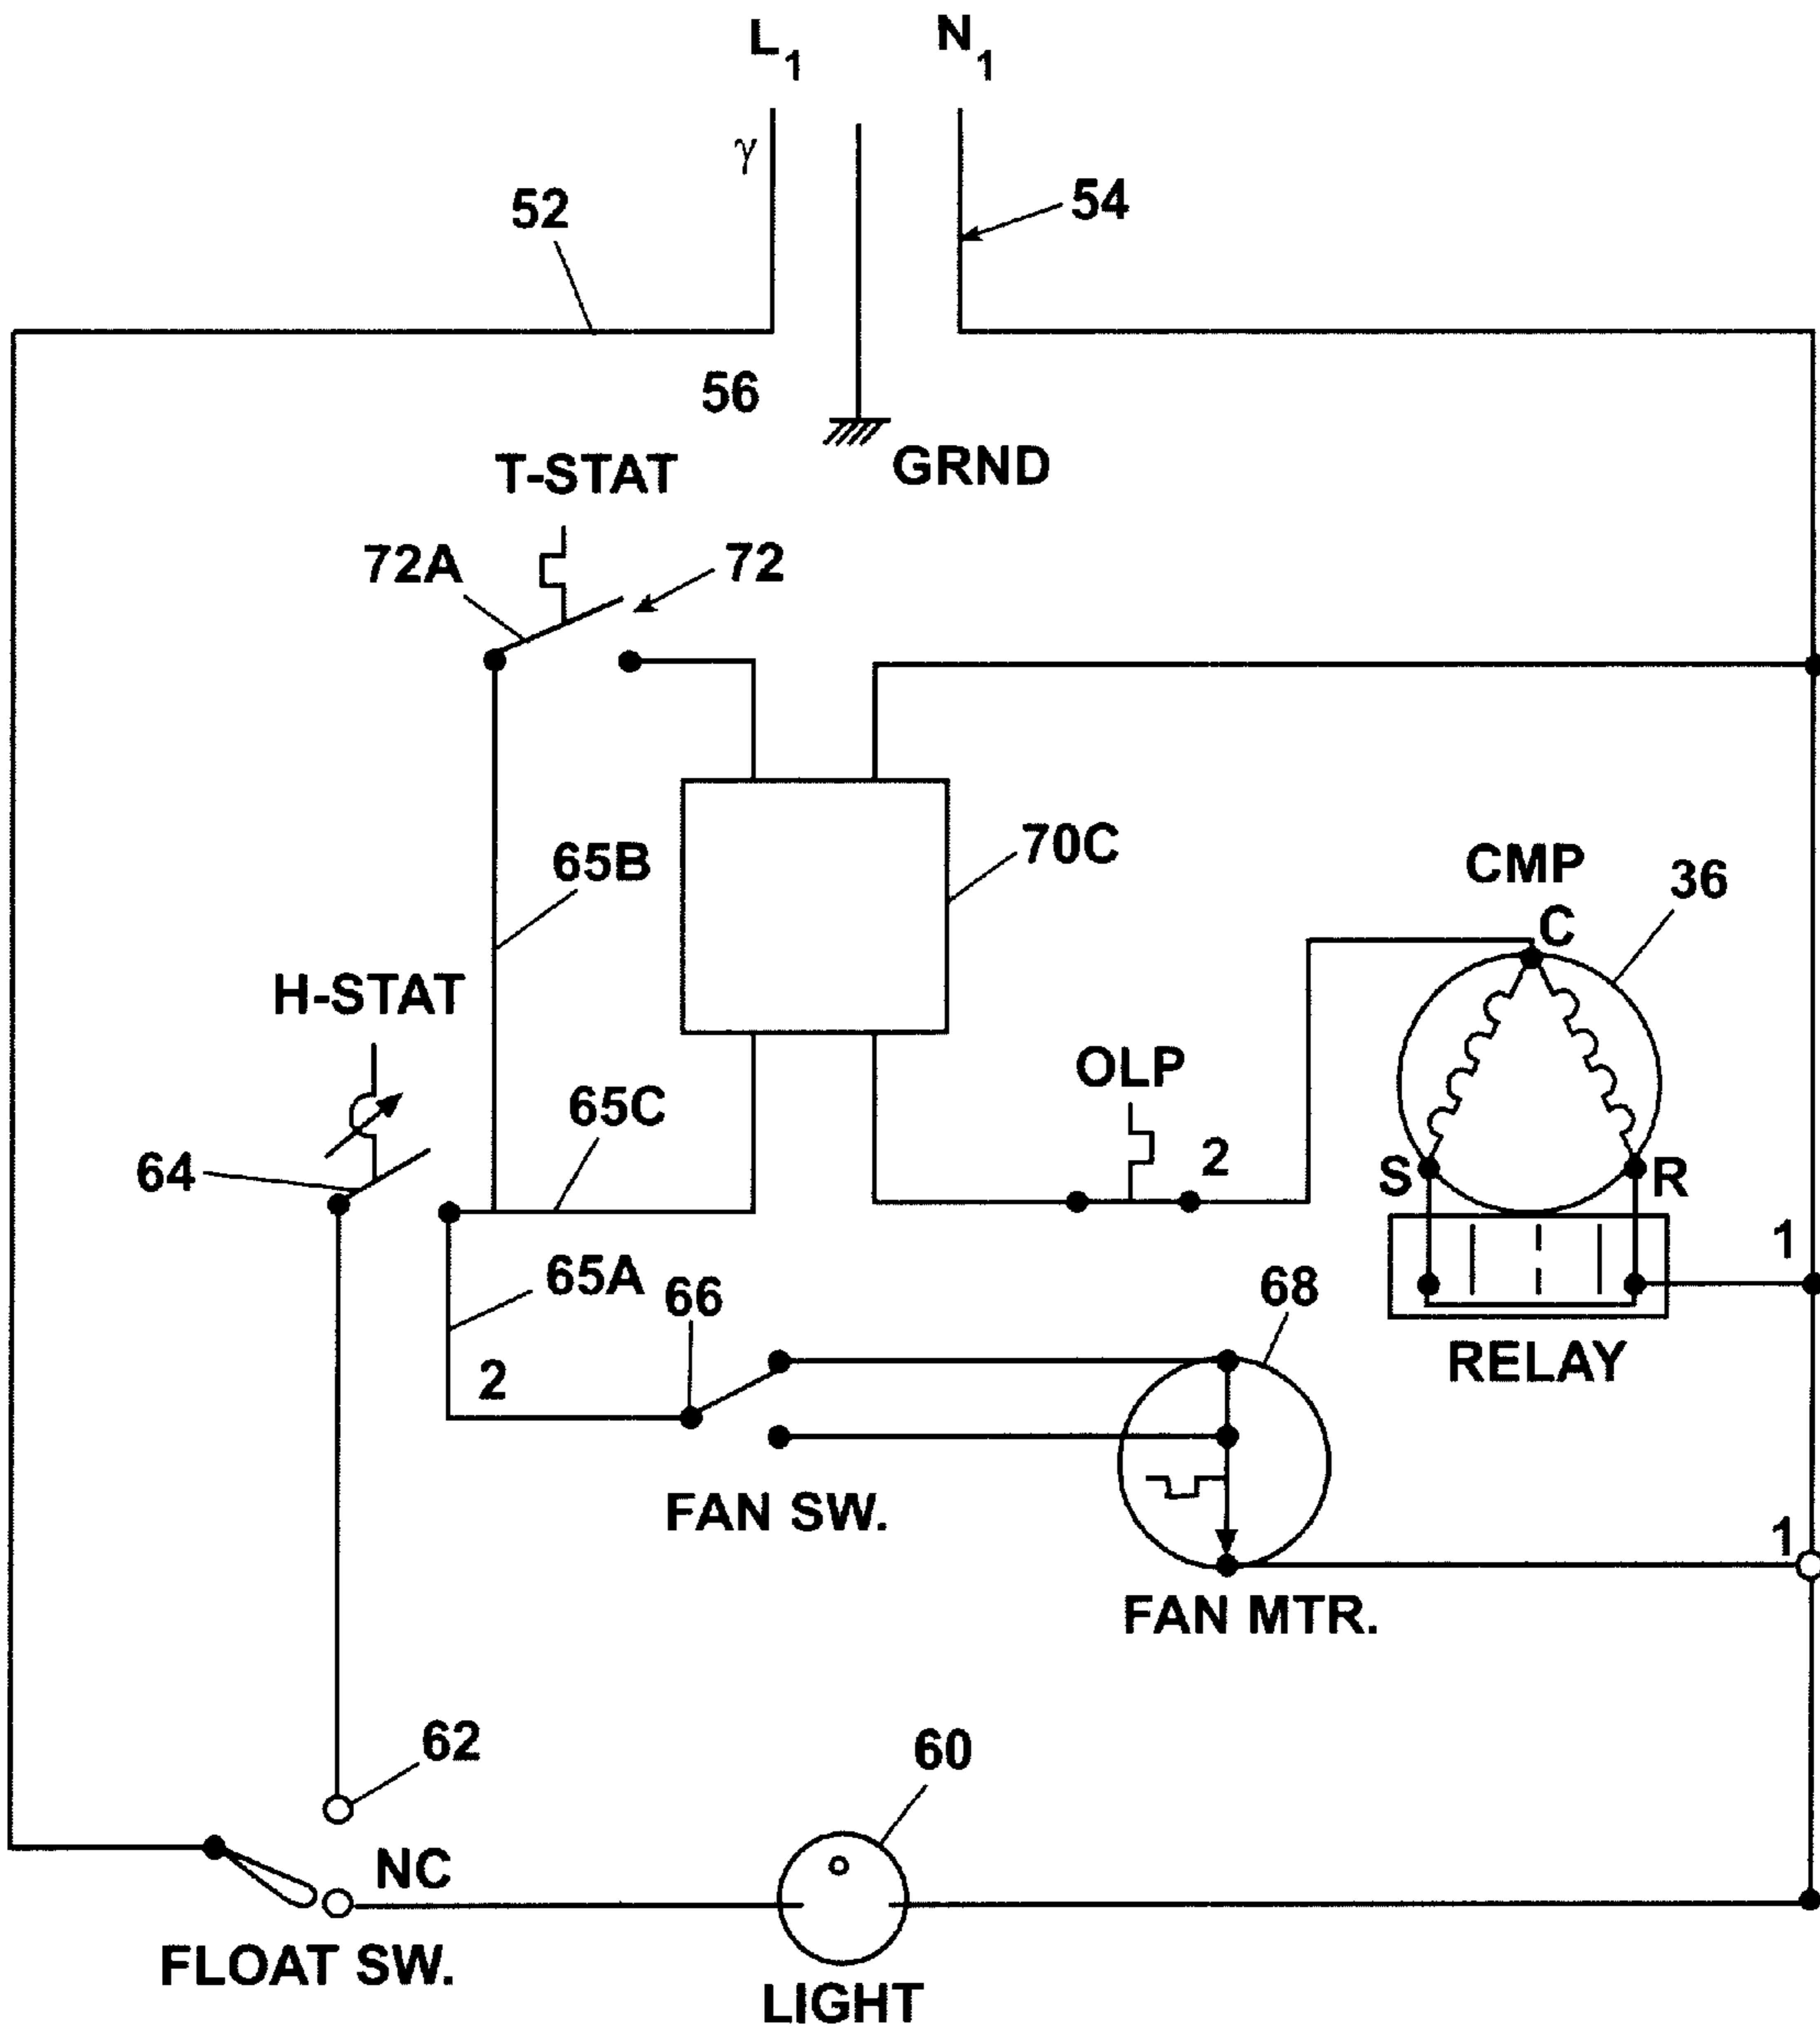 L1
N1
γ
52
54
56
GRND
T-STAT
72A
72
65B
70C
CMP
36
C
H-STAT
OLP
65C
2
64
S
R
1
65A
66
68
2
RELAY
FAN SW.
1
FAN MTR.
62
60
NC
FLOAT SW.
LIGHT